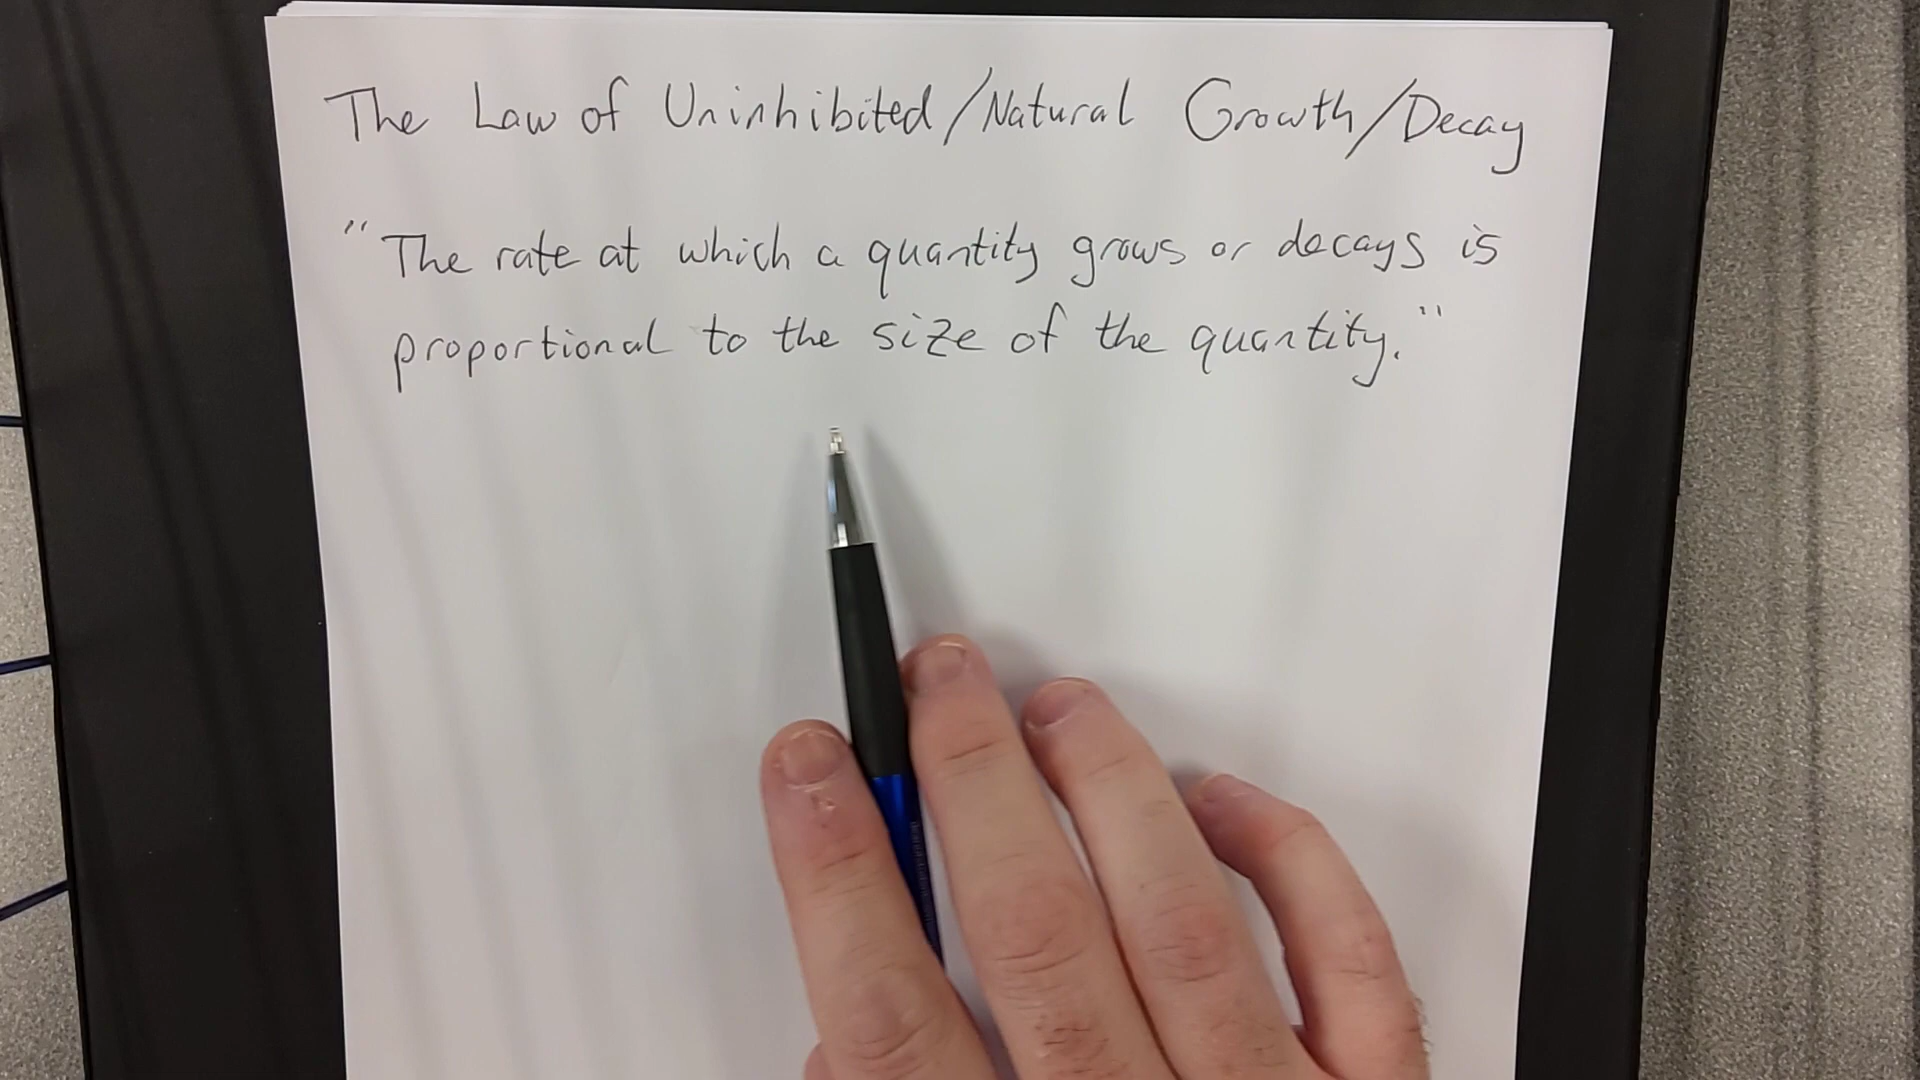 The Law of Uninhibited/Natural Growth/Decay
"The rate at which a quantity grows or decays is
proportional to the size of the quantity."